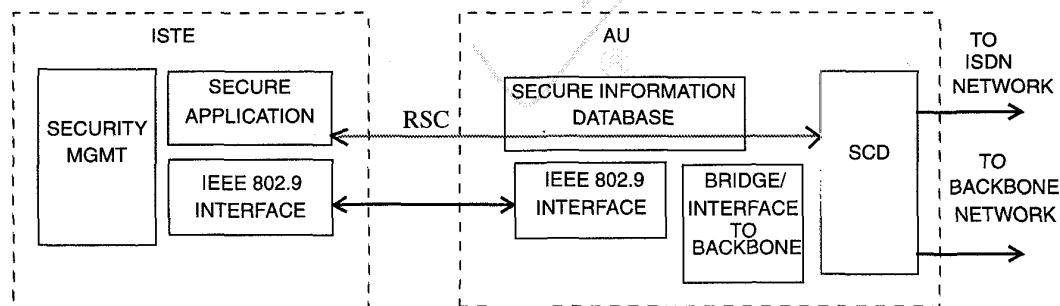 ISTE
AU
SECURITY
MGMT
SECURE
APPLICATION
IEEE 802.9
INTERFACE
RSC
SECURE INFORMATION
DATABASE
IEEE 802.9
INTERFACE
BRIDGE/
INTERFACE
TO
BACKBONE
SCD
TO
ISDN
NETWORK
TO
BACKBONE
NETWORK